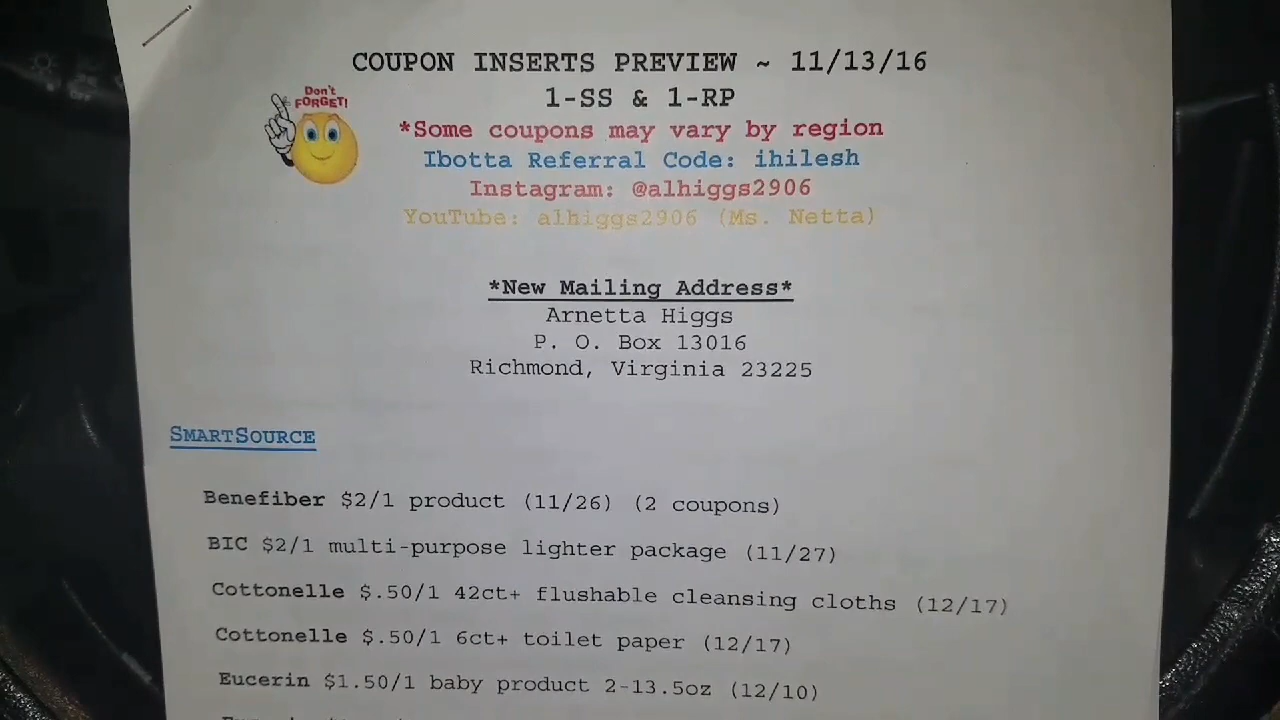 COUPON INSERTS PREVIEW ~ 11/13/16
Don't
FORGET!
1-SS & 1-RP
*Some coupons may vary by region
Ibotta Referral Code: ihilesh
Instagram: @alhiggs2906
YouTube: alhiggs2906 (Ms. Netta)
*New Mailing Address*
Arnetta Higgs
P. O. Box 13016
Richmond, Virginia 23225
SMARTSOURCE
Benefiber $2/1 product (11/26) (2 coupons)
BIC $2/1 multi-purpose lighter package (11/27)
Cottonelle $.50/1 42ct+ flushable cleansing cloths (12/17)
Cottonelle $.50/1 6ct+ toilet paper (12/17)
Eucerin $1.50/1 baby product 2-13.5oz (12/10)